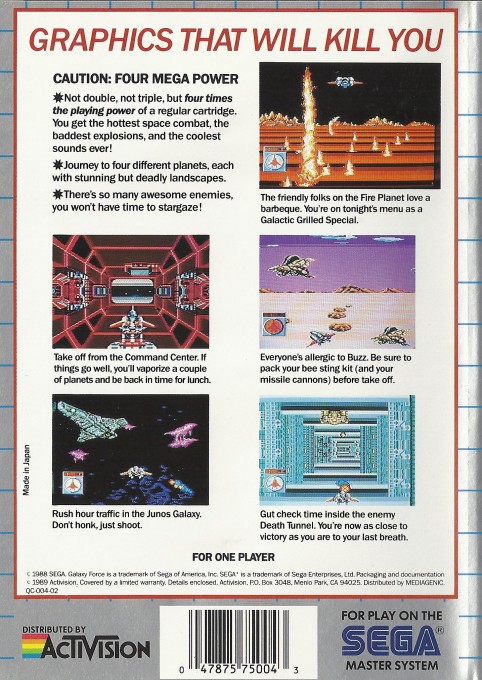 GRAPHICS THAT WILL KILL YOU
CAUTION: FOUR MEGA POWER
✷Not double, not triple, but four times
the playing power of a regular cartridge.
You get the hottest space combat, the
baddest explosions, and the coolest
sounds ever!
✷Journey to four different planets, each
with stunning but deadly landscapes.
✷There's so many awesome enemies,
you won't have time to stargaze!
The friendly folks on the Fire Planet love a
barbeque. You're on tonight's menu as a
Galactic Grilled Special.
Take off from the Command Center. If
things go well, you'll vaporize a couple
of planets and be back in time for lunch.
Everyone's allergic to Buzz. Be sure to
pack your bee sting kit (and your
missile cannons) before take off.
Rush hour traffic in the Junos Galaxy.
Don't honk, just shoot.
Gut check time inside the enemy
Death Tunnel. You're now as close to
victory as you are to your last breath.
Made in Japan
FOR ONE PLAYER
© 1988 SEGA. Galaxy Force is a trademark of Sega of America, Inc. SEGA® is a trademark of Sega Enterprises, Ltd. Packaging and documentation
© 1989 Activision, Covered by a limited warranty. Details enclosed. Activision, P.O. Box 3048, Menlo Park, CA 94025. Distributed by MEDIAGENIC.
QC-004-02
DISTRIBUTED BY
ACTIVISION
0 47875 75004 3
FOR PLAY ON THE
SEGA®
MASTER SYSTEM